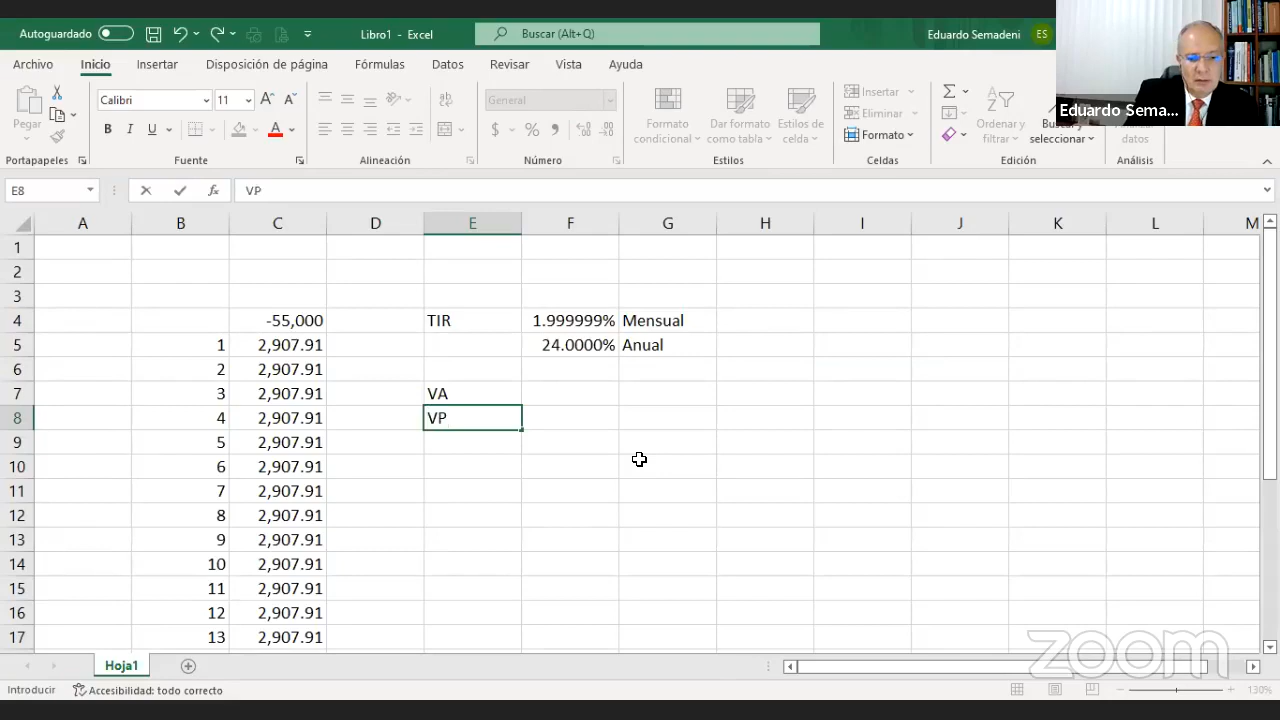 Autoguardado
Libro1 - Excel
Buscar (Alt+Q)
Eduardo Semadeni
ES
Eduardo Sema...
Archivo Inicio Insertar Disposición de página Fórmulas Datos Revisar Vista Ayuda
Pegar
Calibri 11
N I S A
ab
General
$ % 000
Formato condicional
Dar formato como tabla
Estilos de celda
Insertar
Eliminar
Formato
Ordenar y filtrar
seleccionar
datos
Portapapeles Fuente Alineación Número Estilos Celdas Edición Análisis
E8 fx VP
A B C D E F G H I J K L M
1
2
3
4 -55,000 TIR 1.999999% Mensual
5 1 2,907.91 24.0000% Anual
6 2 2,907.91
7 3 2,907.91 VA
8 4 2,907.91 VP
9 5 2,907.91
10 6 2,907.91
11 7 2,907.91
12 8 2,907.91
13 9 2,907.91
14 10 2,907.91
15 11 2,907.91
16 12 2,907.91
17 13 2,907.91
Hoja1
zoom
Introducir Accesibilidad: todo correcto 130%